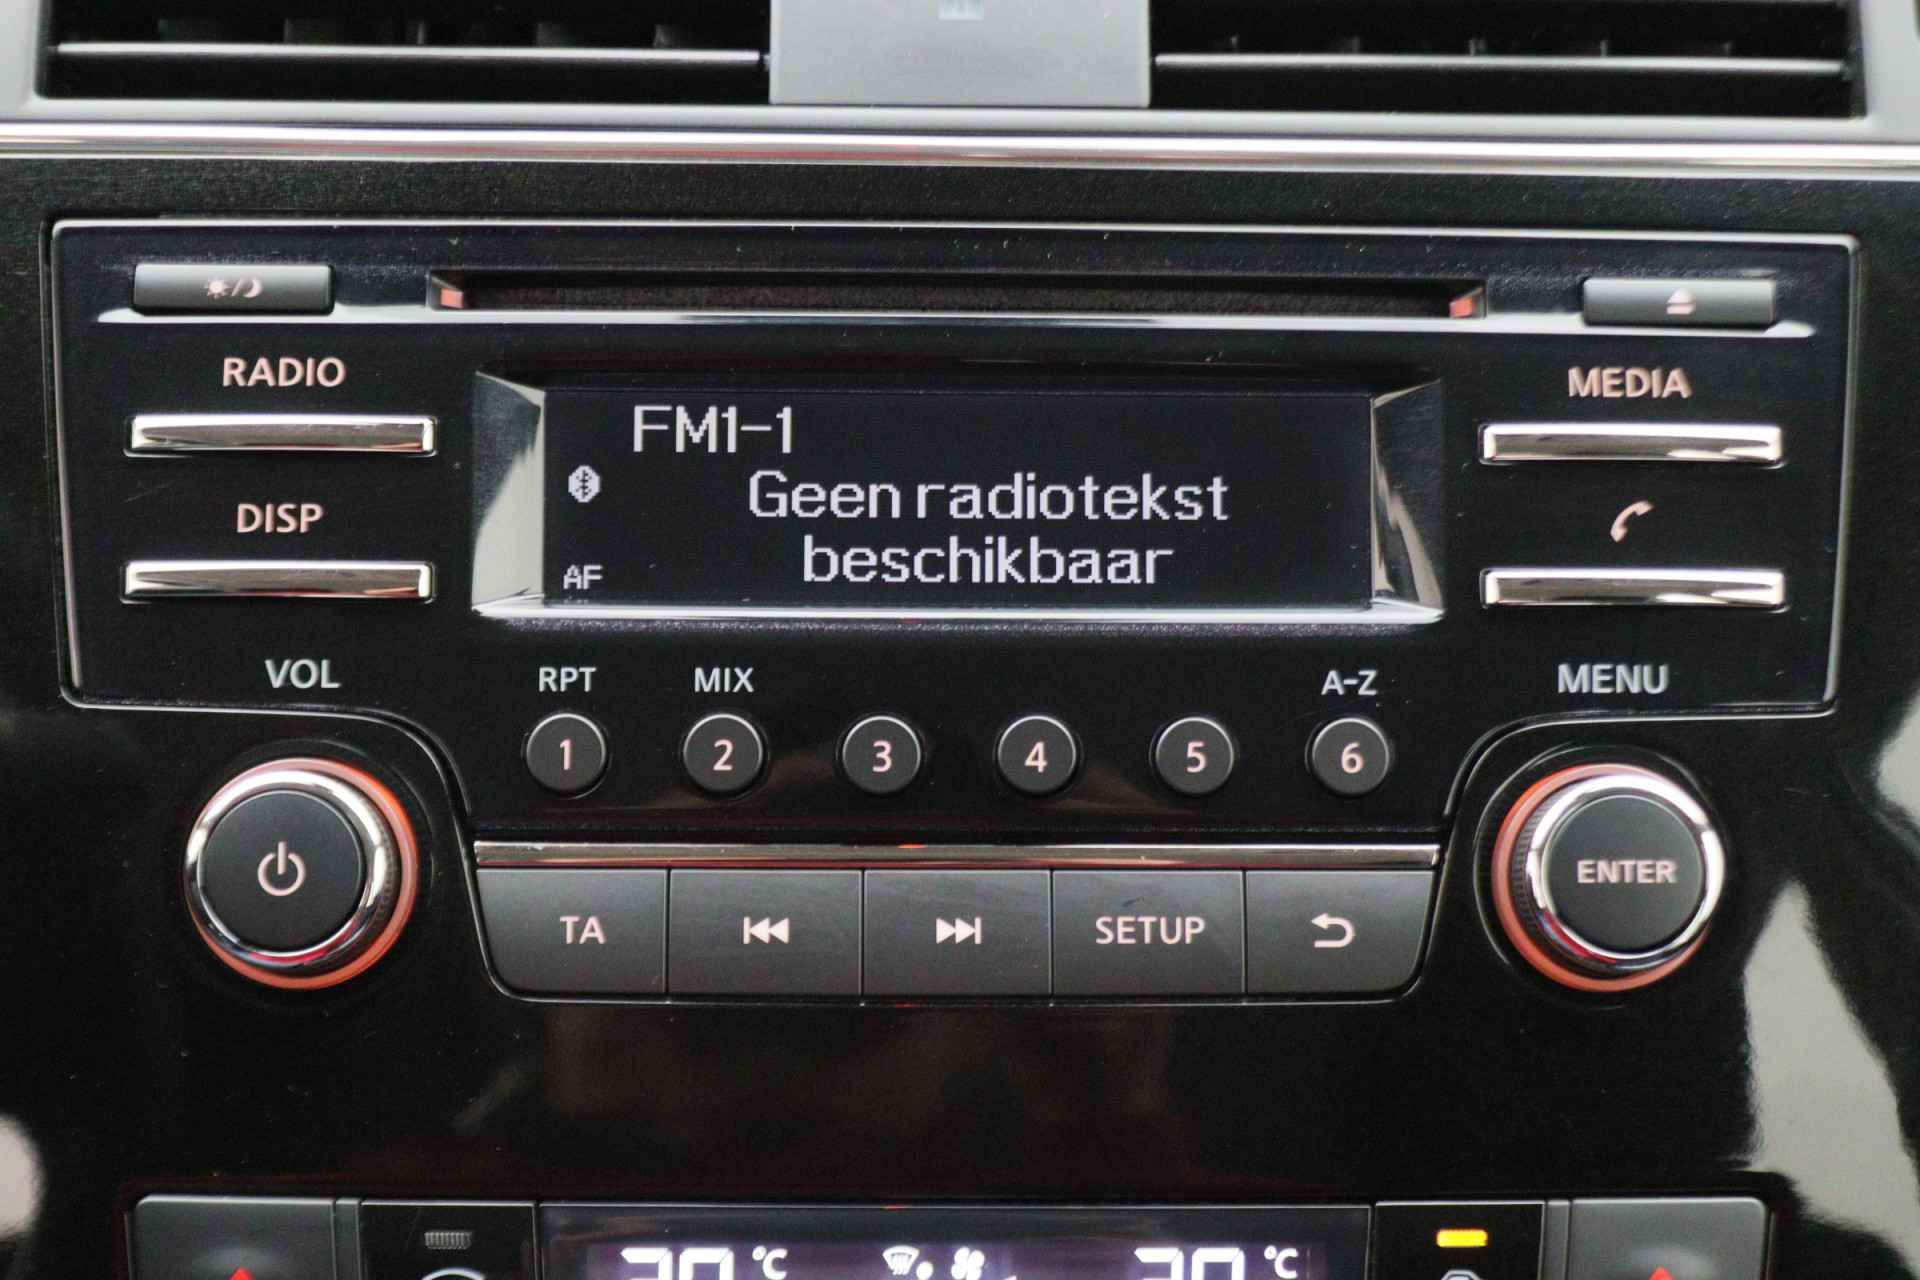 RADIO
MEDIA
FM1-1
Geen radiotekst
beschikbaar
DISP
AF
VOL
RPT
MIX
A-Z
MENU
1
2
3
4
5
6
ENTER
TA
SETUP
°C
°C